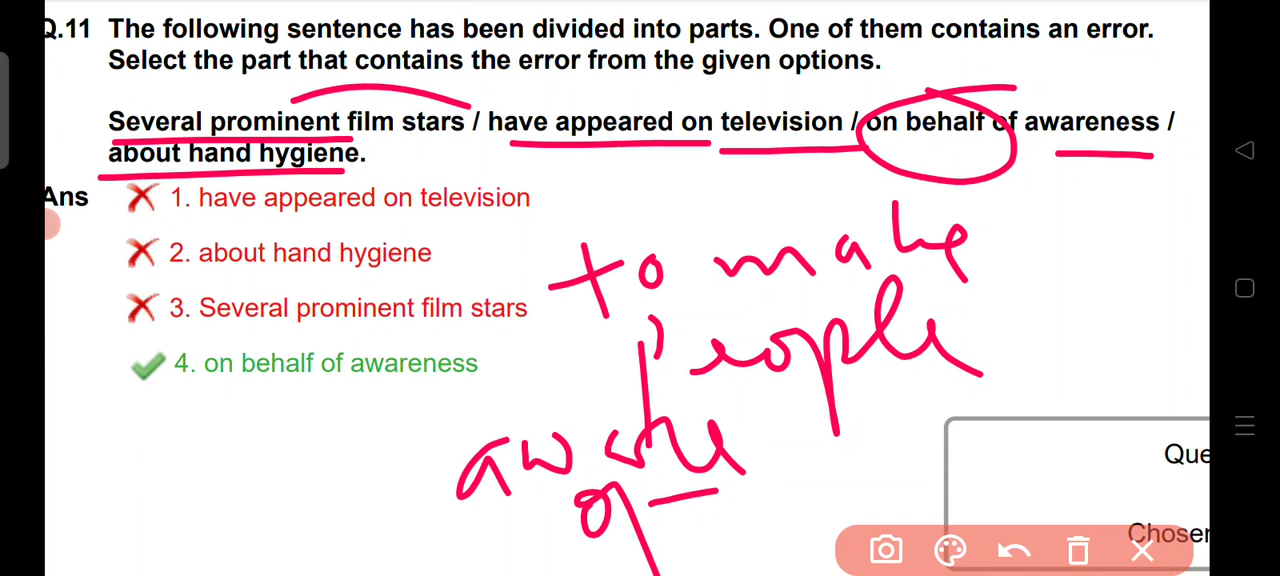 Q.11 The following sentence has been divided into parts. One of them contains an error.
Select the part that contains the error from the given options.
Several prominent film stars / have appeared on television / on behalf of awareness /
about hand hygiene.
Ans
1. have appeared on television
2. about hand hygiene
3. Several prominent film stars
4. on behalf of awareness
to make
people
aware
of
Que
Chosen